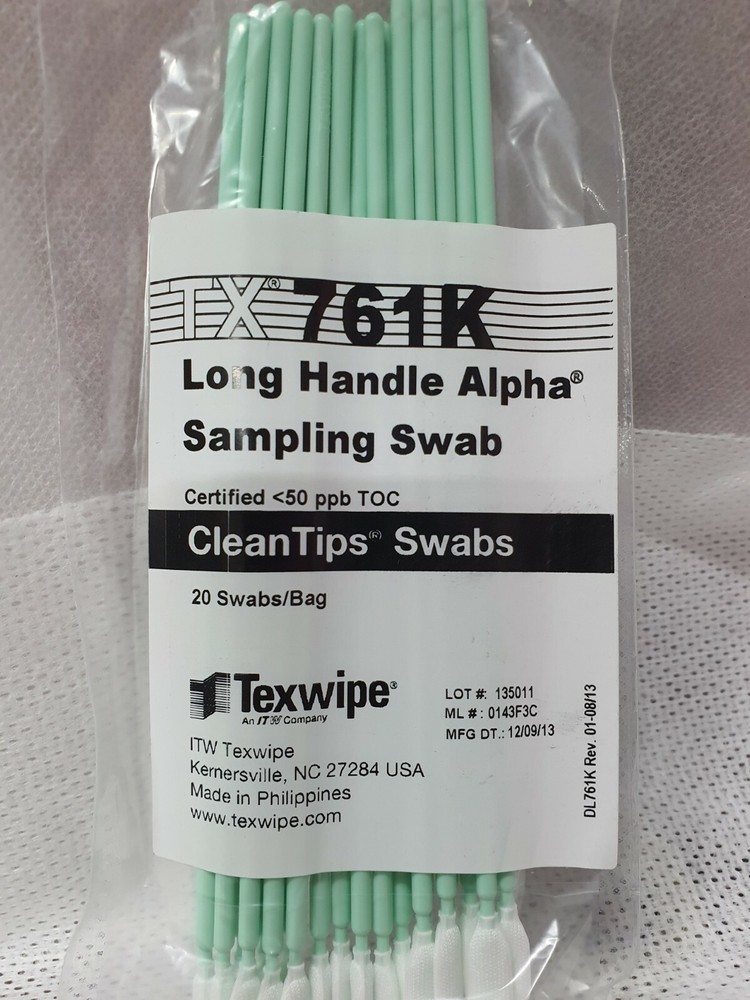 TX® 761K
Long Handle Alpha®
Sampling Swab
Certified <50 ppb TOC
CleanTips® Swabs
20 Swabs/Bag
Texwipe®
An ITW Company
ITW Texwipe
Kernersville, NC 27284 USA
Made in Philippines
www.texwipe.com
LOT #: 135011
ML # : 0143F3C
MFG DT.: 12/09/13
DL761K Rev. 01-08/13